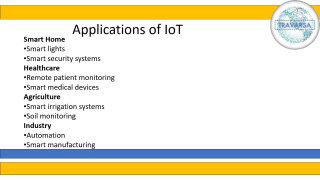 Applications of IoT
TRAVARSA
Smart Home
•Smart lights
•Smart security systems
Healthcare
•Remote patient monitoring
•Smart medical devices
Agriculture
•Smart irrigation systems
•Soil monitoring
Industry
•Automation
•Smart manufacturing